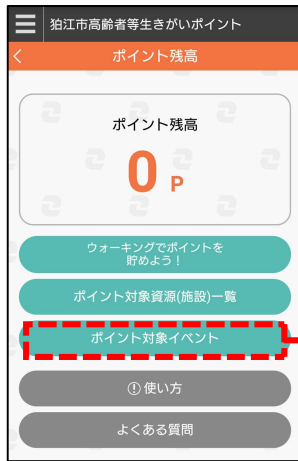 狛江市高齢者等生きがいポイント
ポイント残高
ポイント残高
0 P
ウォーキングでポイントを
貯めよう！
ポイント対象資源(施設)一覧
ポイント対象イベント
使い方
よくある質問